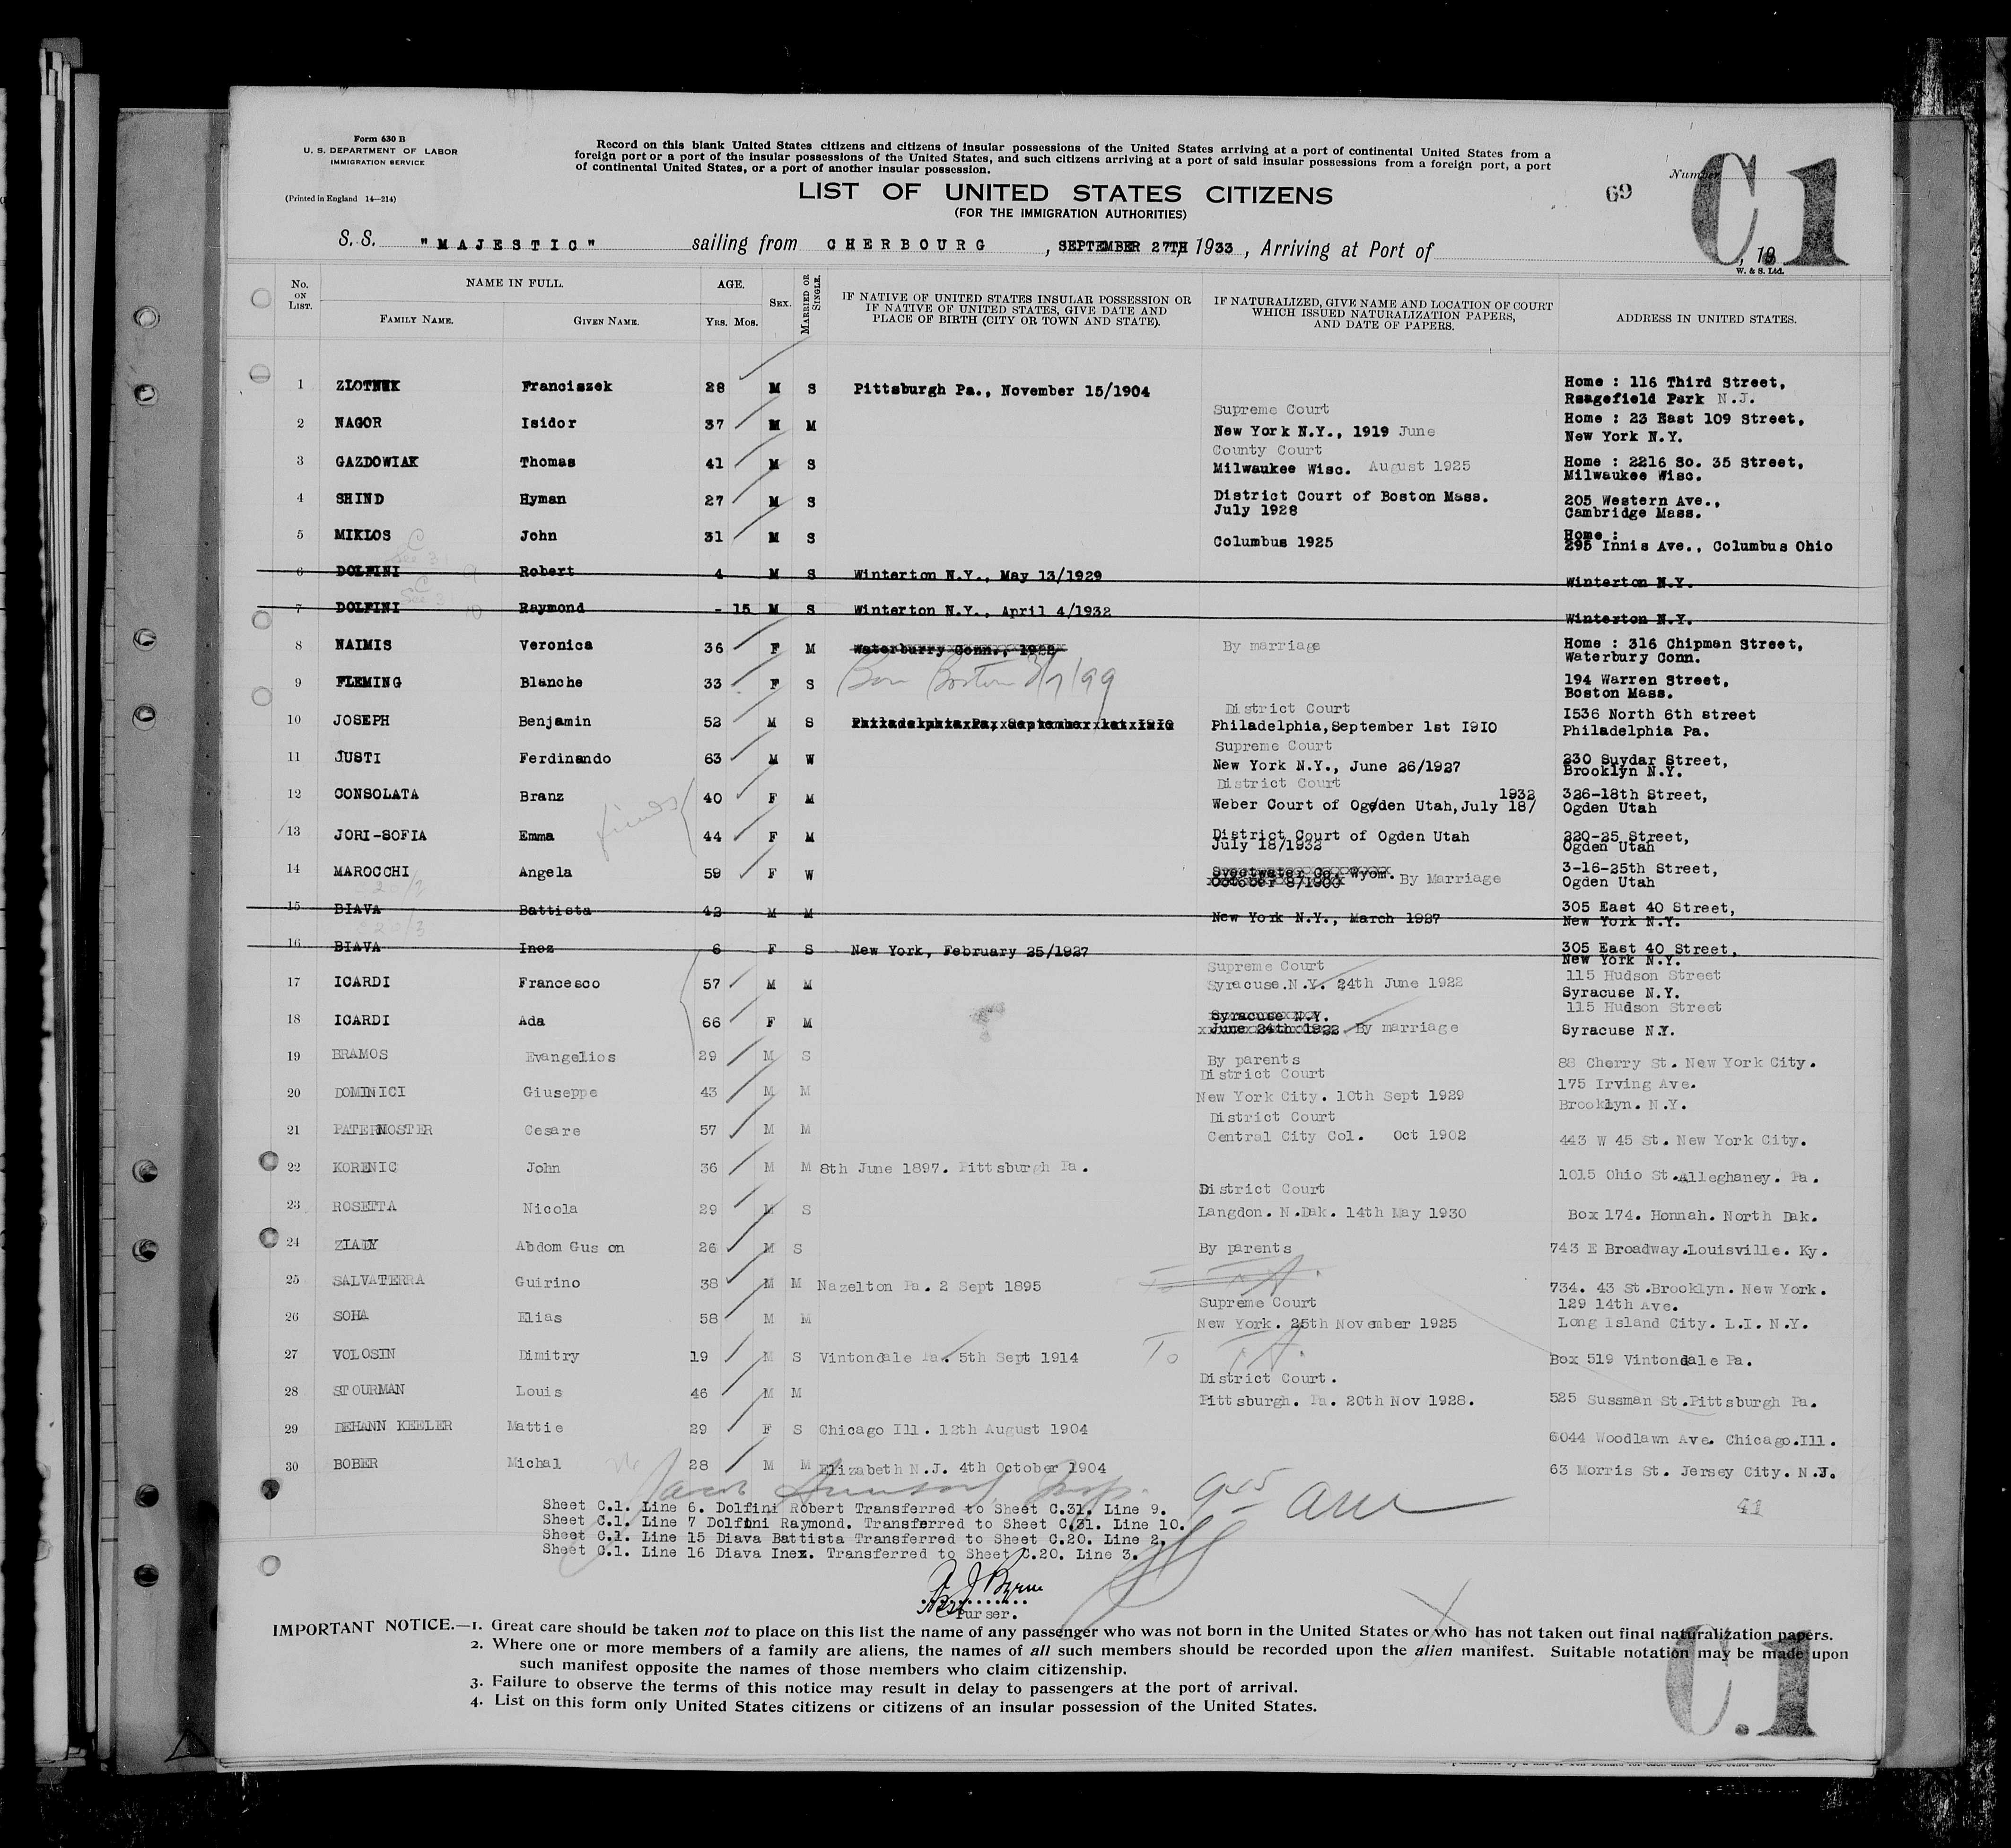 Form 630 B
U. S. DEPARTMENT OF LABOR
IMMIGRATION SERVICE
(Printed in England 14—214)
Record on this blank United States citizens and citizens of insular possessions of the United States arriving at a port of continental United States from a
foreign port or a port of the insular possessions of the United States, and such citizens arriving at a port of said insular possessions from a foreign port, a port
of continental United States, or a port of another insular possession.
LIST OF UNITED STATES CITIZENS
(FOR THE IMMIGRATION AUTHORITIES)
69
Number
C1
S.S. "MAJESTIC" sailing from CHERBOURG, SEPTEMBER 27TH, 1933, Arriving at Port of , 19
W. & S. Ltd.
No. ON LIST. NAME IN FULL. FAMILY NAME. GIVEN NAME. AGE. YRS. MOS. SEX. MARRIED OR SINGLE.
IF NATIVE OF UNITED STATES INSULAR POSSESSION OR
IF NATIVE OF UNITED STATES, GIVE DATE AND
PLACE OF BIRTH (CITY OR TOWN AND STATE).
IF NATURALIZED, GIVE NAME AND LOCATION OF COURT
WHICH ISSUED NATURALIZATION PAPERS,
AND DATE OF PAPERS.
ADDRESS IN UNITED STATES.
1 Franciszek 28 M S Pittsburgh Pa., November 15/1904 Home : 116 Third Street,
Park N.J.
2 NAGOR Isidor 37 M M Supreme Court Home : 23 East 109 Street,
New York N.Y., 1919 June New York N.Y.
3 GAZDOWIAK Thomas 41 M S County Court Home : 2216 So. 35 Street,
Milwaukee Wisc. August 1925 Milwaukee Wisc.
4 SHIND Hyman 27 M S District Court of Boston Mass. 205 Western Ave.,
July 1928 Cambridge Mass.
5 MIKLOS John 31 M S Columbus 1925 Home :
295 Innis Ave., Columbus Ohio
6 DOLFINI Robert 4 M S Winterton N.Y., May 13/1929 Winterton N.Y.
7 DOLFINI Raymond - 15 M S Winterton N.Y., April 4/1932 Winterton N.Y.
8 NAIMIS Veronica 36 F M Waterburry Conn., 1922 By marriage Home : 316 Chipman Street,
Waterbury Conn.
9 FLEMING Blanche 33 F S Born Boston 3/7/99 194 Warren Street,
Boston Mass.
10 JOSEPH Benjamin 52 M S Philadelphia Pa, September 1st 1910 District Court I536 North 6th street
Philadelphia, September 1st I9IO Philadelphia Pa.
11 JUSTI Ferdinando 63 M W Supreme Court 230 Suydar Street,
New York N.Y., June 26/1927 Brooklyn N.Y.
12 CONSOLATA Branz 40 F M District Court 326-18th Street,
Weber Court of Ogden Utah, July 18/ 1932 Ogden Utah
13 JORI-SOFIA Emma 44 F M District Court of Ogden Utah 220-25 Street,
July 18/1932 Ogden Utah
14 MAROCCHI Angela 59 F W Sweetwater Co. Wyom. By Marriage 3-16-25th Street,
October 8/1900 Ogden Utah
15 BIAVA Battista 42 M M New York N.Y., March 1927 305 East 40 Street,
New York N.Y.
16 BIAVA Inez 6 F S New York, February 25/1927 305 East 40 Street,
New York N.Y.
17 ICARDI Francesco 57 M M Supreme Court 115 Hudson Street
Syracuse.N.Y. 24th June 1922 Syracuse N.Y.
18 ICARDI Ada 66 F M Syracuse N.Y. 115 Hudson Street
June 24th 1922 By marriage Syracuse N.Y.
19 BRAMOS Evangelios 29 M S By parents 88 Cherry St. New York City.
20 DOMINICI Giuseppe 43 M M District Court 175 Irving Ave.
New York City. 10th Sept 1929 Brooklyn. N.Y.
21 PATERNOSTER Cesare 57 M M District Court
Central City Col. Oct 1902 443 W 45 St. New York City.
22 KORENIC John 36 M M 8th June 1897. Pittsburgh Pa. 1015 Ohio St.Alleghaney. Pa.
23 ROSETTA Nicola 29 M S District Court
Langdon. N.Dak. 14th May 1930 Box 174. Honnah. North Dak.
24 ZIADY Abdom Gus on 26 M S By parents 743 E Broadway.Louisville. Ky.
25 SALVATERRA Guirino 38 M M Nazelton Pa. 2 Sept 1895 734. 43 St.Brooklyn. New York.
26 SOHA Elias 58 M M Supreme Court 129 14th Ave.
New York. 25th November 1925 Long Island City. L.I. N.Y.
27 VOLOSIN Dimitry 19 M S Vintondale Pa. 5th Sept 1914 Box 519 Vintondale Pa.
28 STOURMAN Louis 46 M M District Court.
Pittsburgh. Pa. 20th Nov 1928. 525 Sussman St.Pittsburgh Pa.
29 DEHANN KEELER Mattie 29 F S Chicago Ill. 12th August 1904 6044 Woodlawn Ave. Chicago.Ill.
30 BOBER Michal 28 M M Elizabeth N.J. 4th October 1904 63 Morris St. Jersey City. N.J.
41
Sheet C.1. Line 6. Dolfini Robert Transferred to Sheet C.31. Line 9.
Sheet C.1. Line 7 Dolfini Raymond. Transferred to Sheet C.31. Line 10.
Sheet C.1. Line 15 Diava Battista Transferred to Sheet C.20. Line 2.
Sheet C.1. Line 16 Diava Inez. Transferred to Sheet C.20. Line 3.
Purser.
IMPORTANT NOTICE.—1. Great care should be taken not to place on this list the name of any passenger who was not born in the United States or who has not taken out final naturalization papers.
2. Where one or more members of a family are aliens, the names of all such members should be recorded upon the alien manifest. Suitable notation may be made upon
such manifest opposite the names of those members who claim citizenship.
3. Failure to observe the terms of this notice may result in delay to passengers at the port of arrival.
4. List on this form only United States citizens or citizens of an insular possession of the United States.
C.1